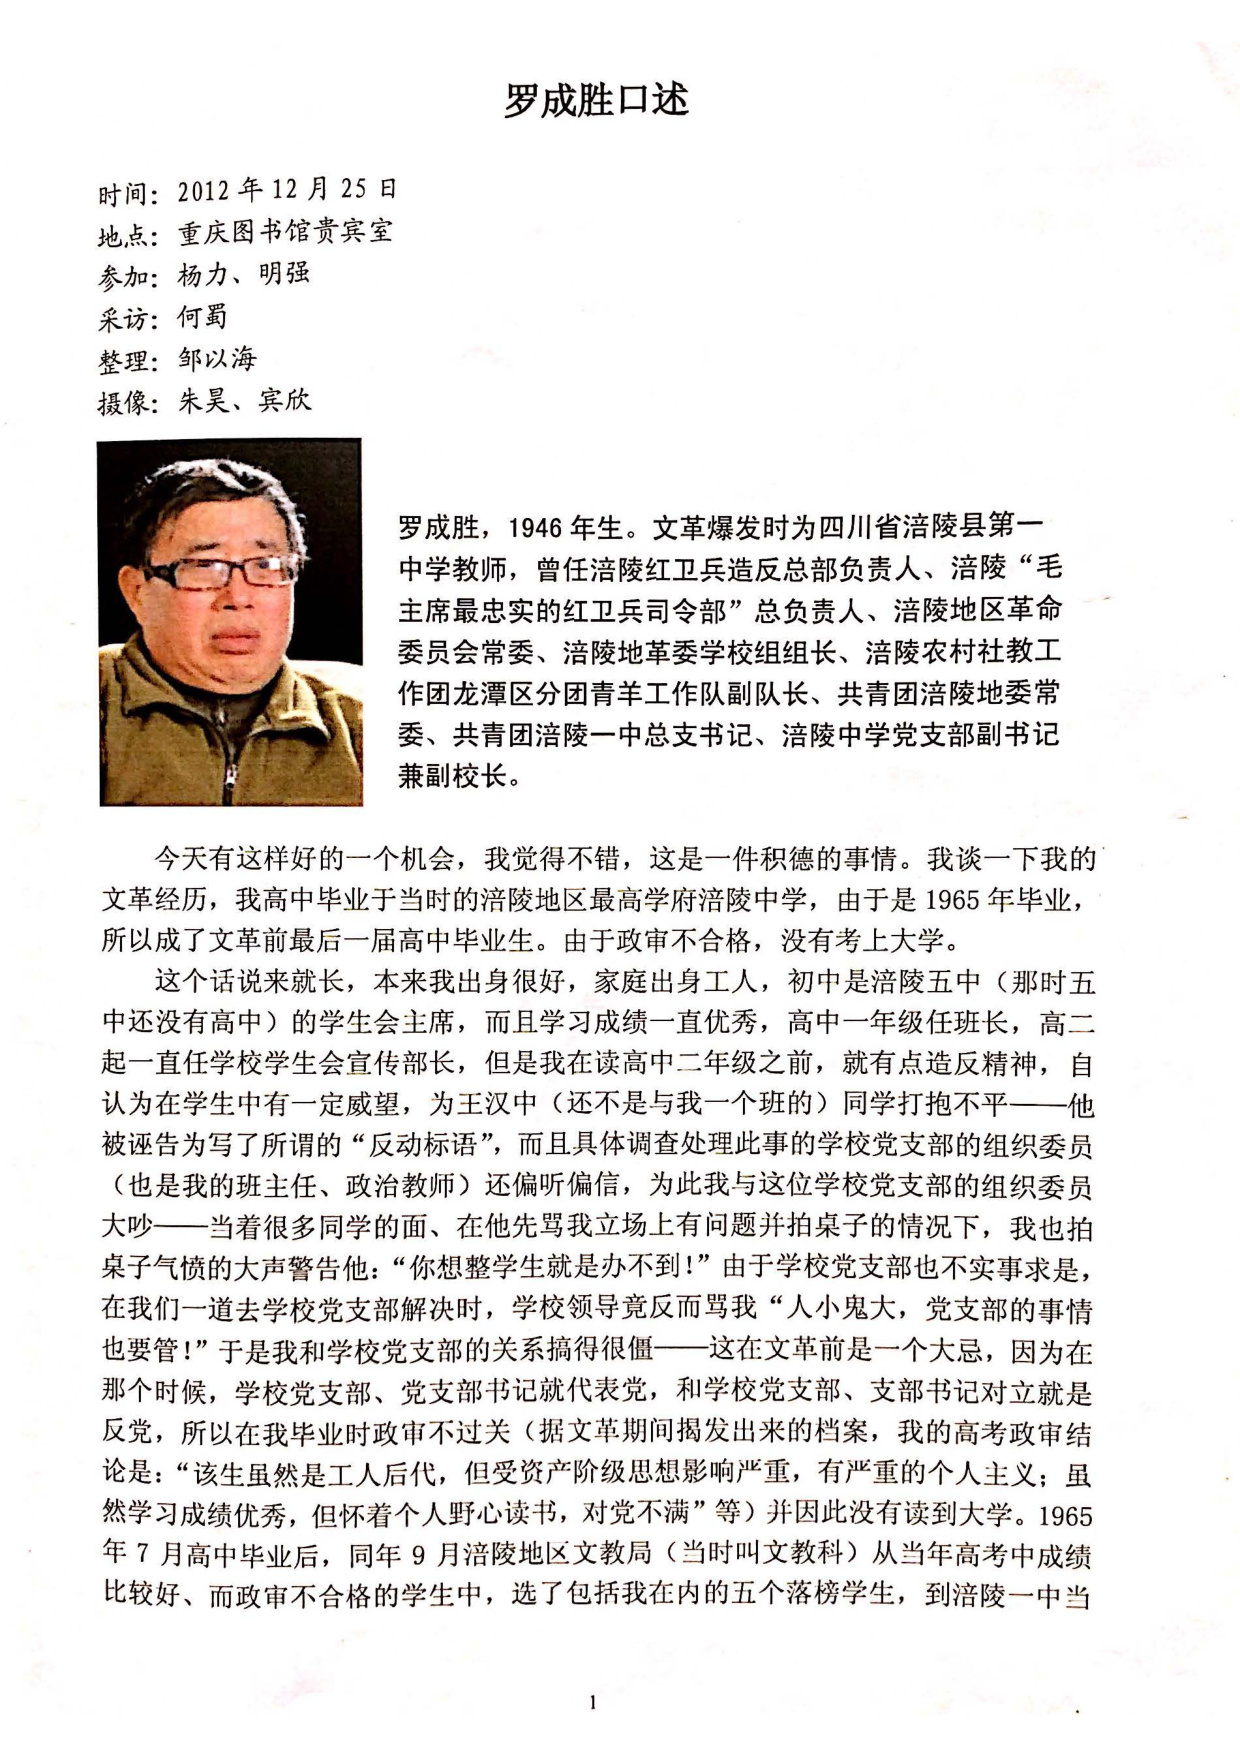 罗成胜口述
时间：2012 年 12 月 25 日
地点：重庆图书馆贵宾室
参加：杨力、明强
采访：何蜀
整理：邹以海
摄像：朱昊、宾欣
罗成胜，1946 年生。文革爆发时为四川省涪陵县第一
中学教师，曾任涪陵红卫兵造反总部负责人、涪陵“毛
主席最忠实的红卫兵司令部”总负责人、涪陵地区革命
委员会常委、涪陵地革委学校组组长、涪陵农村社教工
作团龙潭区分团青羊工作队副队长、共青团涪陵地委常
委、共青团涪陵一中总支书记、涪陵中学党支部副书记
兼副校长。
今天有这样好的一个机会，我觉得不错，这是一件积德的事情。我谈一下我的
文革经历，我高中毕业于当时的涪陵地区最高学府涪陵中学，由于是 1965 年毕业，
所以成了文革前最后一届高中毕业生。由于政审不合格，没有考上大学。
这个话说来就长，本来我出身很好，家庭出身工人，初中是涪陵五中（那时五
中还没有高中）的学生会主席，而且学习成绩一直优秀，高中一年级任班长，高二
起一直任学校学生会宣传部长，但是我在读高中二年级之前，就有点造反精神，自
认为在学生中有一定威望，为王汉中（还不是与我一个班的）同学打抱不平——他
被诬告为写了所谓的“反动标语”，而且具体调查处理此事的学校党支部的组织委员
（也是我的班主任、政治教师）还偏听偏信，为此我与这位学校党支部的组织委员
大吵——当着很多同学的面、在他先骂我立场上有问题并拍桌子的情况下，我也拍
桌子气愤的大声警告他：“你想整学生就是办不到！”由于学校党支部也不实事求是，
在我们一道去学校党支部解决时，学校领导竟反而骂我“人小鬼大，党支部的事情
也要管！”于是我和学校党支部的关系搞得很僵——这在文革前是一个大忌，因为在
那个时候，学校党支部、党支部书记就代表党，和学校党支部、支部书记对立就是
反党，所以在我毕业时政审不过关（据文革期间揭发出来的档案，我的高考政审结
论是：“该生虽然是工人后代，但受资产阶级思想影响严重，有严重的个人主义；虽
然学习成绩优秀，但怀着个人野心读书，对党不满”等）并因此没有读到大学。1965
年 7 月高中毕业后，同年 9 月涪陵地区文教局（当时叫文教科）从当年高考中成绩
比较好、而政审不合格的学生中，选了包括我在内的五个落榜学生，到涪陵一中当
1